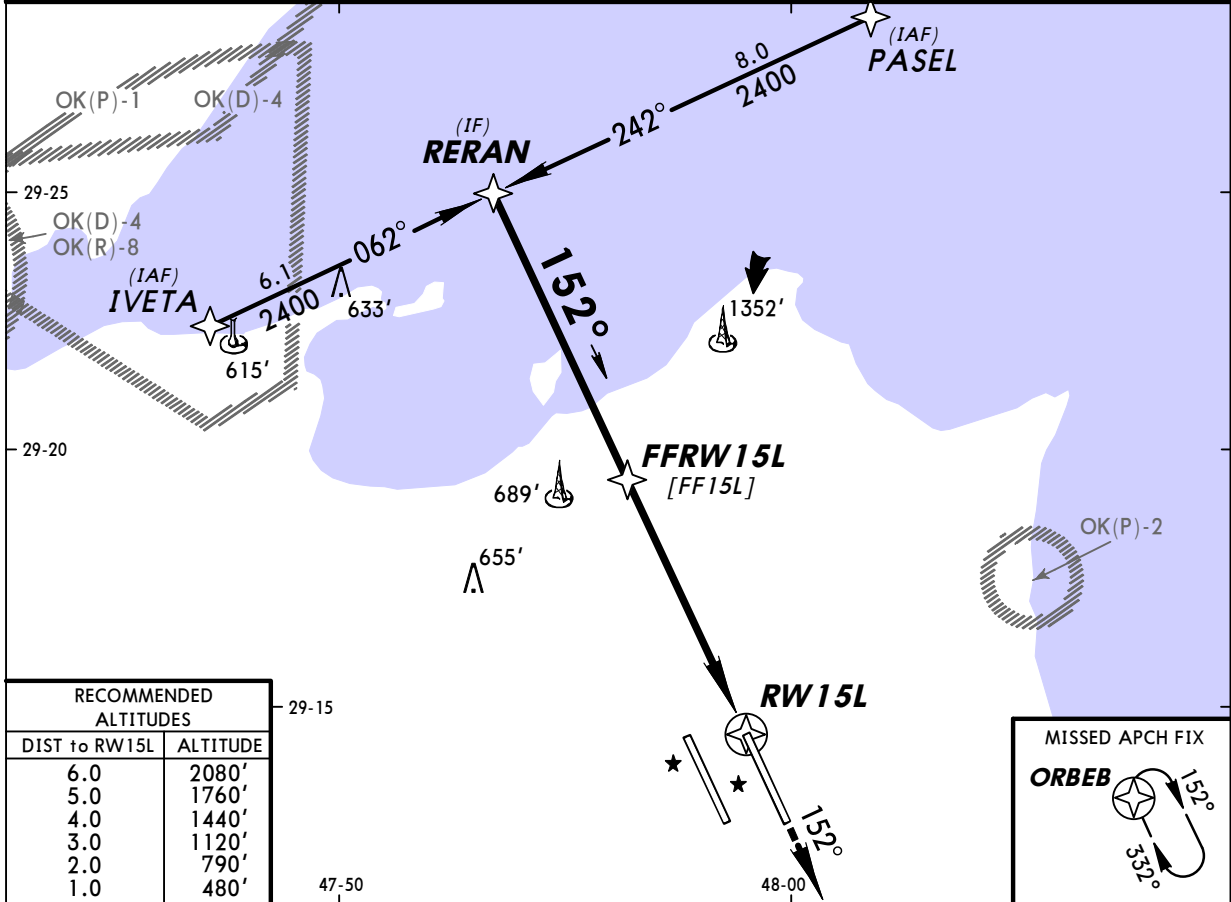 (IAF)
PASEL
8.0
2400
242°
OK(P)-1
OK(D)-4
(IF)
RERAN
29-25
OK(D)-4
OK(R)-8
(IAF)
IVETA
6.1
2400
062°
633'
615'
152°
1352'
29-20
FFRW15L
[FF15L]
689'
655'
OK(P)-2
29-15
RW15L
152°
RECOMMENDED
ALTITUDES
DIST to RW15L ALTITUDE
6.0 2080'
5.0 1760'
4.0 1440'
3.0 1120'
2.0 790'
1.0 480'
47-50
48-00
MISSED APCH FIX
ORBEB
152°
332°